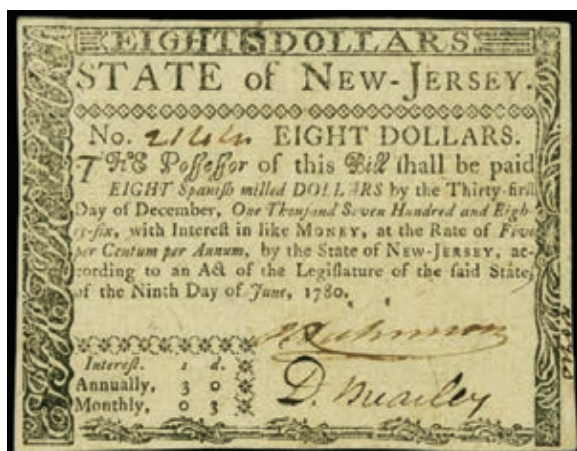 EIGHT DOLLARS
STATE of NEW-JERSEY.
No. EIGHT DOLLARS.
THE Poſſeſſor of this Bill ſhall be paid
EIGHT Spaniſh milled DOLLARS by the Thirty-firſt
Day of December, One Thouſand Seven Hundred and Eigh-
ty-ſix, with Intereſt in like MONEY, at the Rate of Five
per Centum per Annum, by the State of NEW-JERSEY, ac-
cording to an Act of the Legiſlature of the ſaid State,
of the Ninth Day of June, 1780.
Intereſt. s d.
Annually, 3 0
Monthly, 0 3
D. Brearley